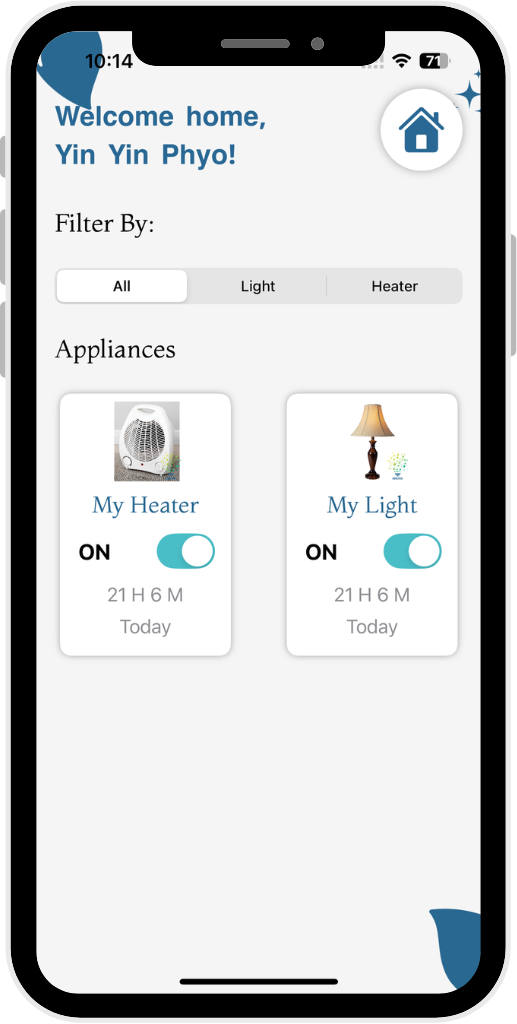 10:14
71
Welcome home,
Yin Yin Phyo!
Filter By:
All Light Heater
Appliances
My Heater My Light
ON ON
21 H 6 M 21 H 6 M
Today Today